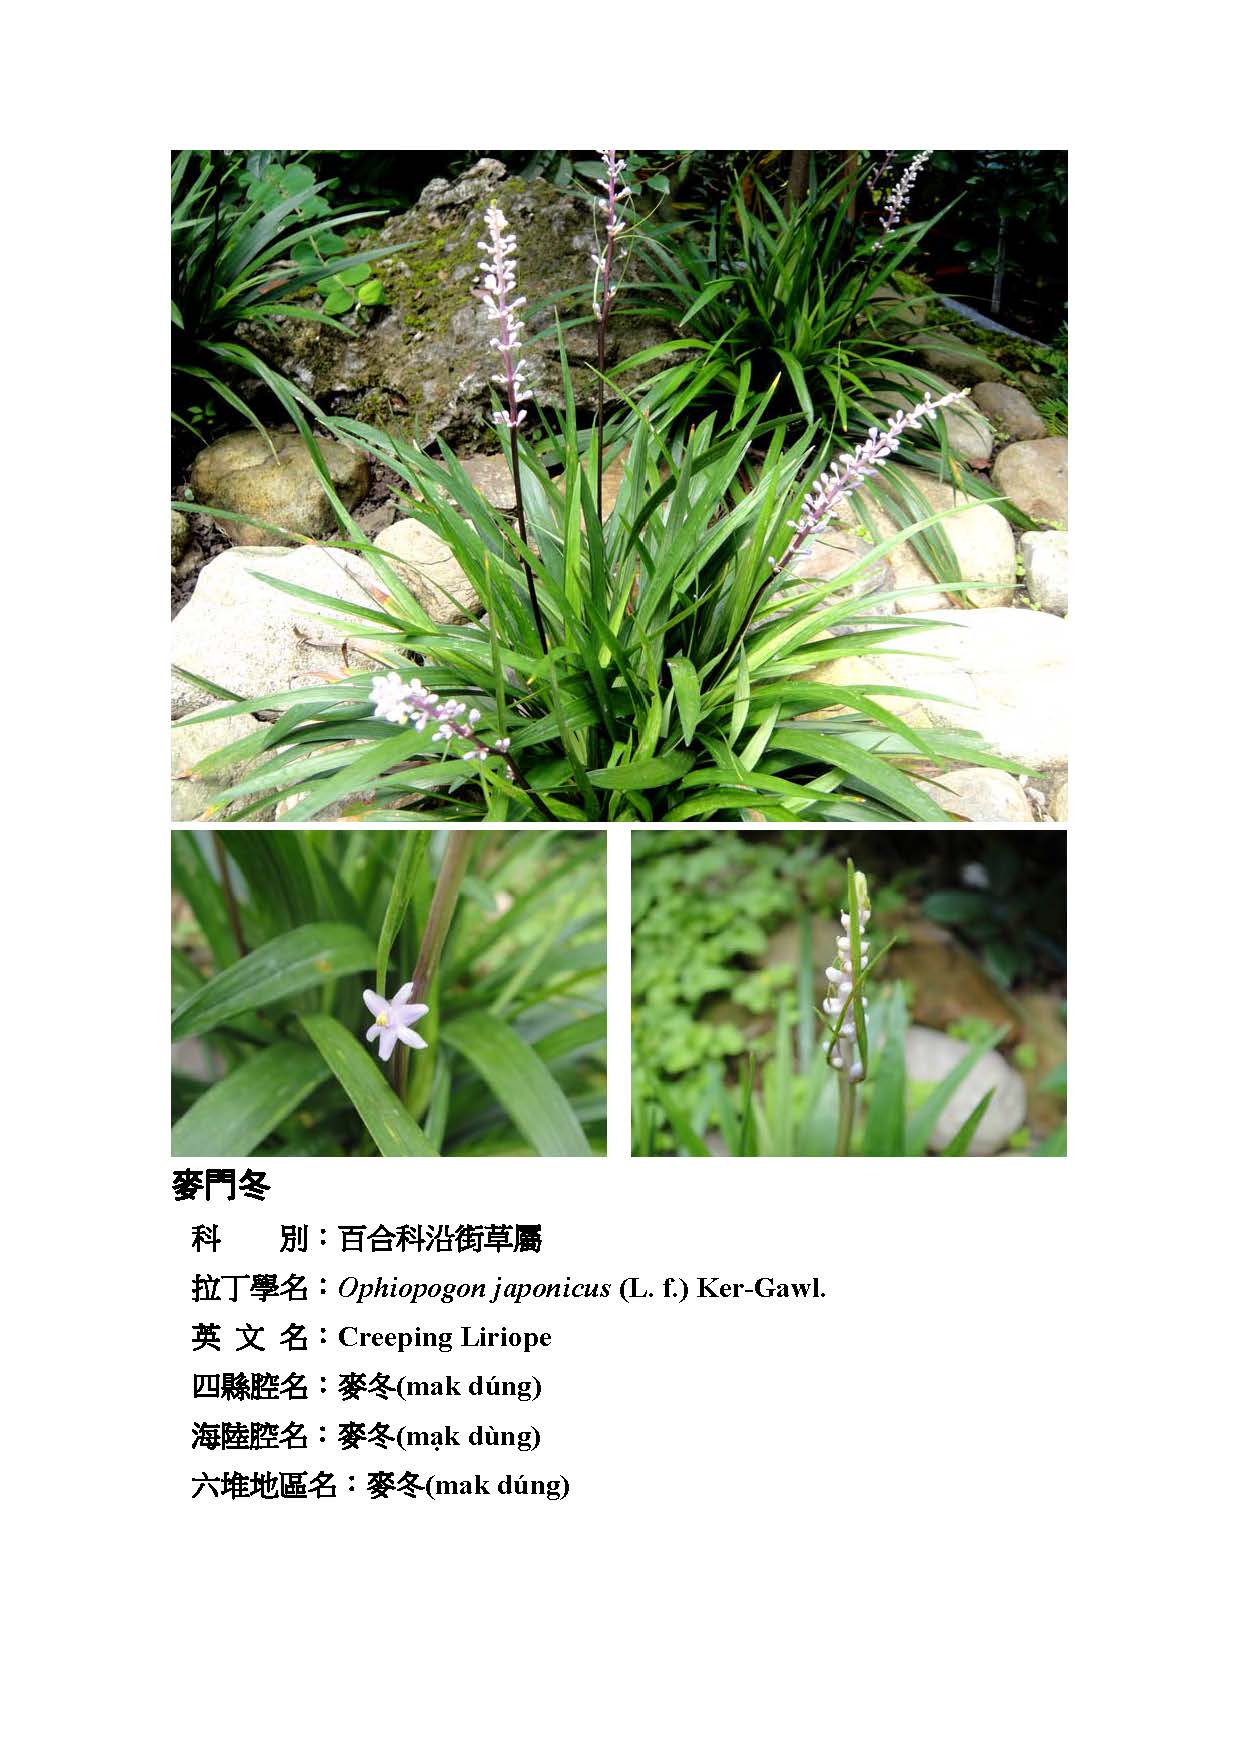 麥門冬
科　　別：百合科沿街草屬
拉丁學名：Ophiopogon japonicus (L. f.) Ker-Gawl.
英 文 名：Creeping Liriope
四縣腔名：麥冬(mak dúng)
海陸腔名：麥冬(mạk dùng)
六堆地區名：麥冬(mak dúng)